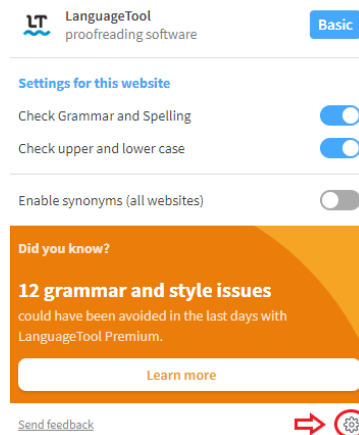 LT LanguageTool
proofreading software
Basic
Settings for this website
Check Grammar and Spelling
Check upper and lower case
Enable synonyms (all websites)
Did you know?
12 grammar and style issues
could have been avoided in the last days with
LanguageTool Premium.
Learn more
Send feedback